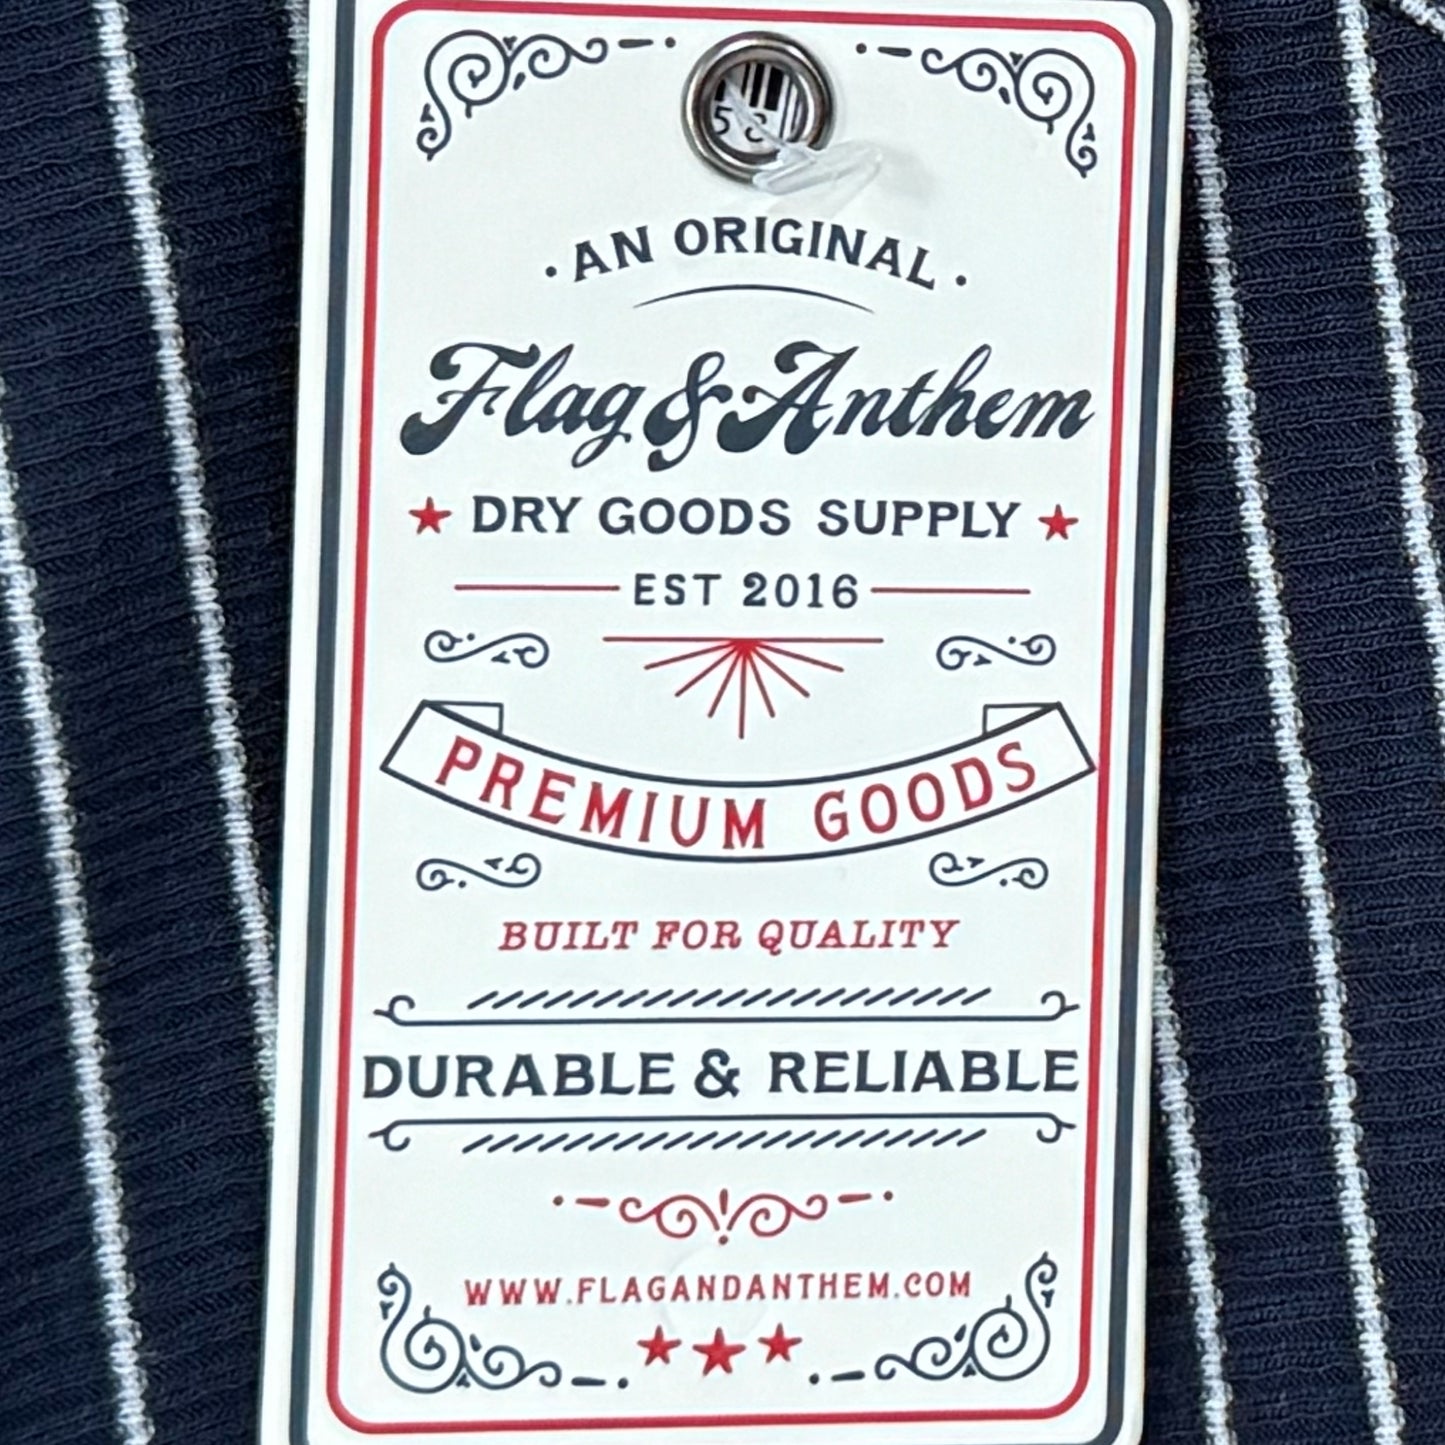 53
· AN ORIGINAL ·
Flag & Anthem
DRY GOODS SUPPLY
EST 2016
PREMIUM GOODS
BUILT FOR QUALITY
DURABLE & RELIABLE
WWW.FLAGANDANTHEM.COM